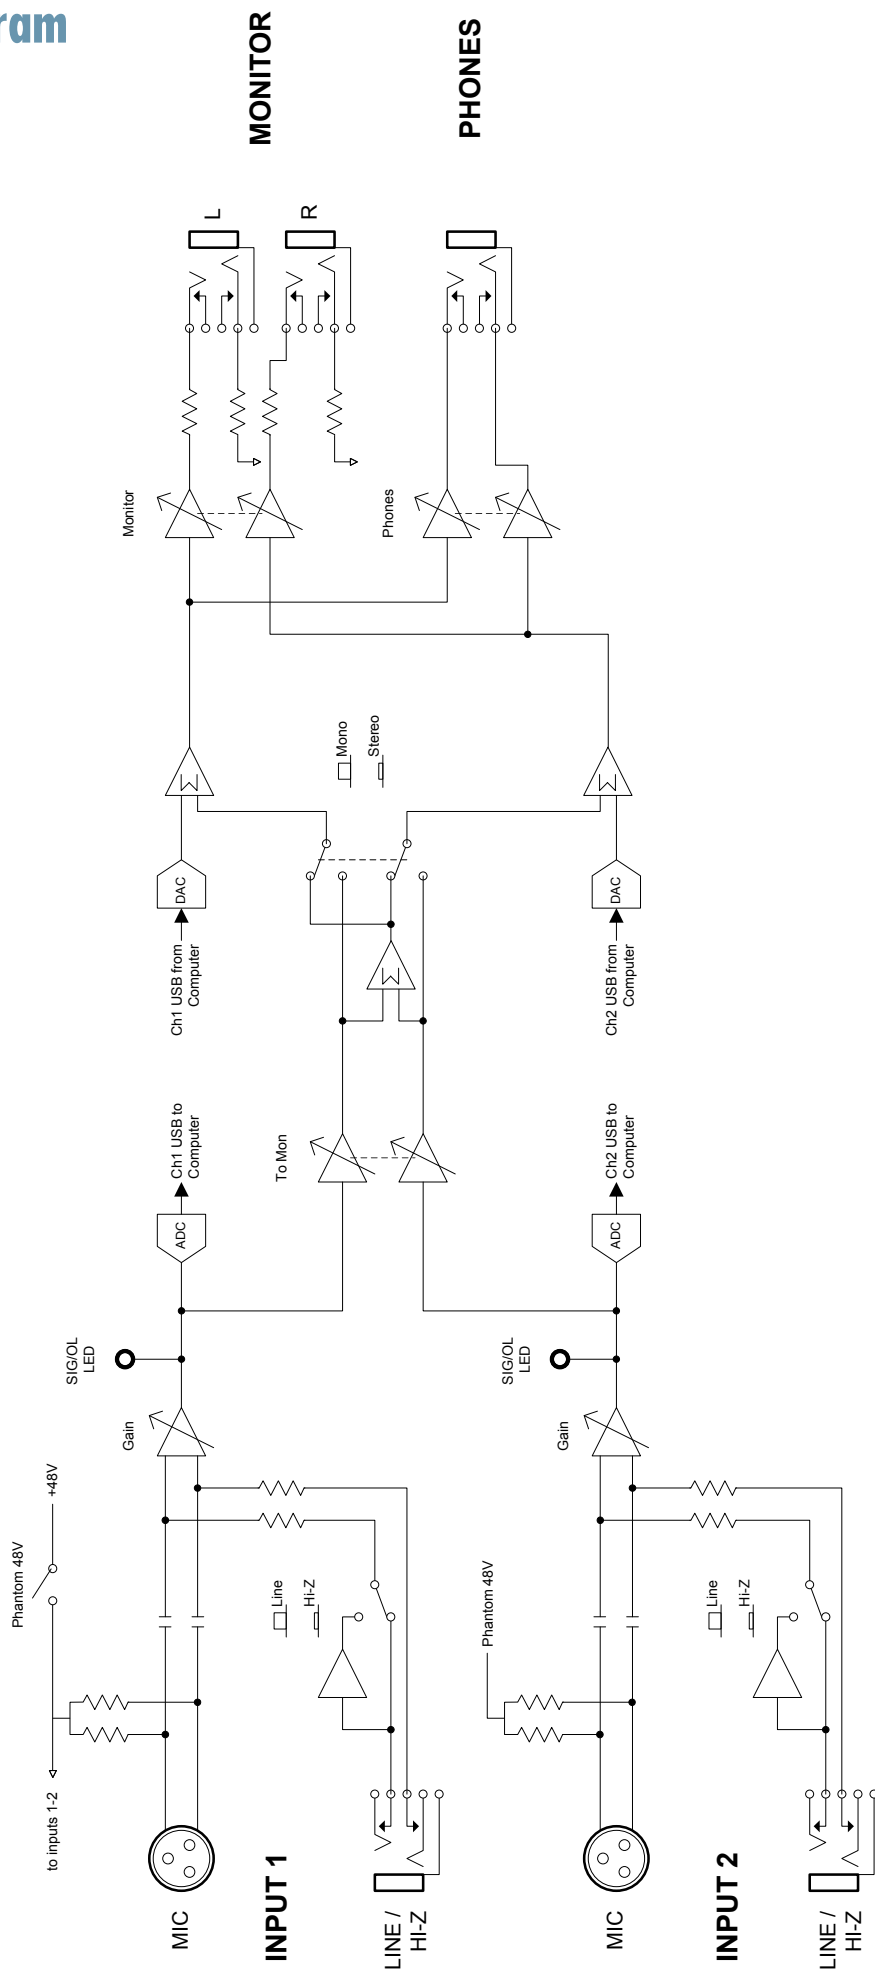 ram
MONITOR
PHONES
L
R
Monitor
Phones
Mono
Stereo
DAC
Ch1 USB from
Computer
DAC
Ch2 USB from
Computer
Ch1 USB to
Computer
ADC
To Mon
Ch2 USB to
Computer
ADC
SIG/OL
LED
SIG/OL
LED
Gain
Gain
+48V
Phantom 48V
Line
Hi-Z
Phantom 48V
Line
Hi-Z
to inputs 1-2
MIC
INPUT 1
LINE /
HI-Z
MIC
INPUT 2
LINE /
HI-Z